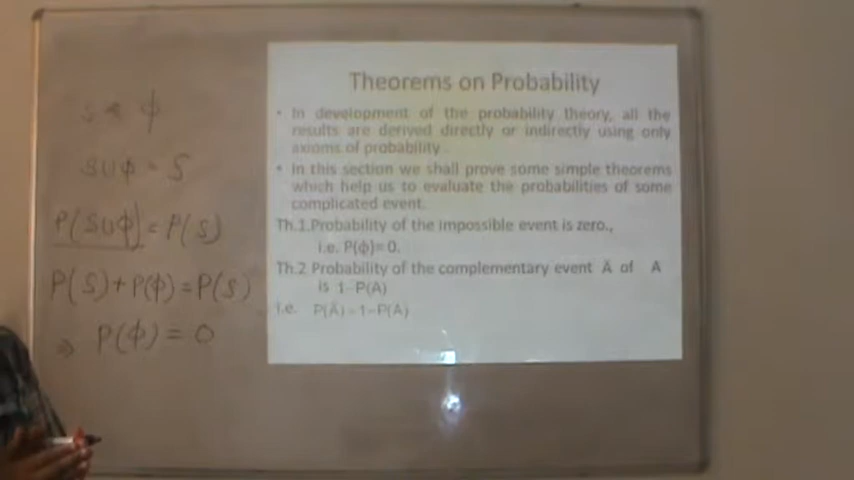 S & ϕ
S∪ϕ = S
P(S∪ϕ) = P(S)
P(S)+P(ϕ)=P(S)
⇒ P(ϕ) = 0
Theorems on Probability
• In development of the probability theory, all the
results are derived directly or indirectly using only
axioms of probability .
• In this section we shall prove some simple theorems
which help us to evaluate the probabilities of some
complicated event.
Th.1.Probability of the impossible event is zero.,
i.e. P(ϕ)= 0.
Th.2 Probability of the complementary event Ā of A
is 1-P(A)
i.e. P(Ā)=1-P(A)